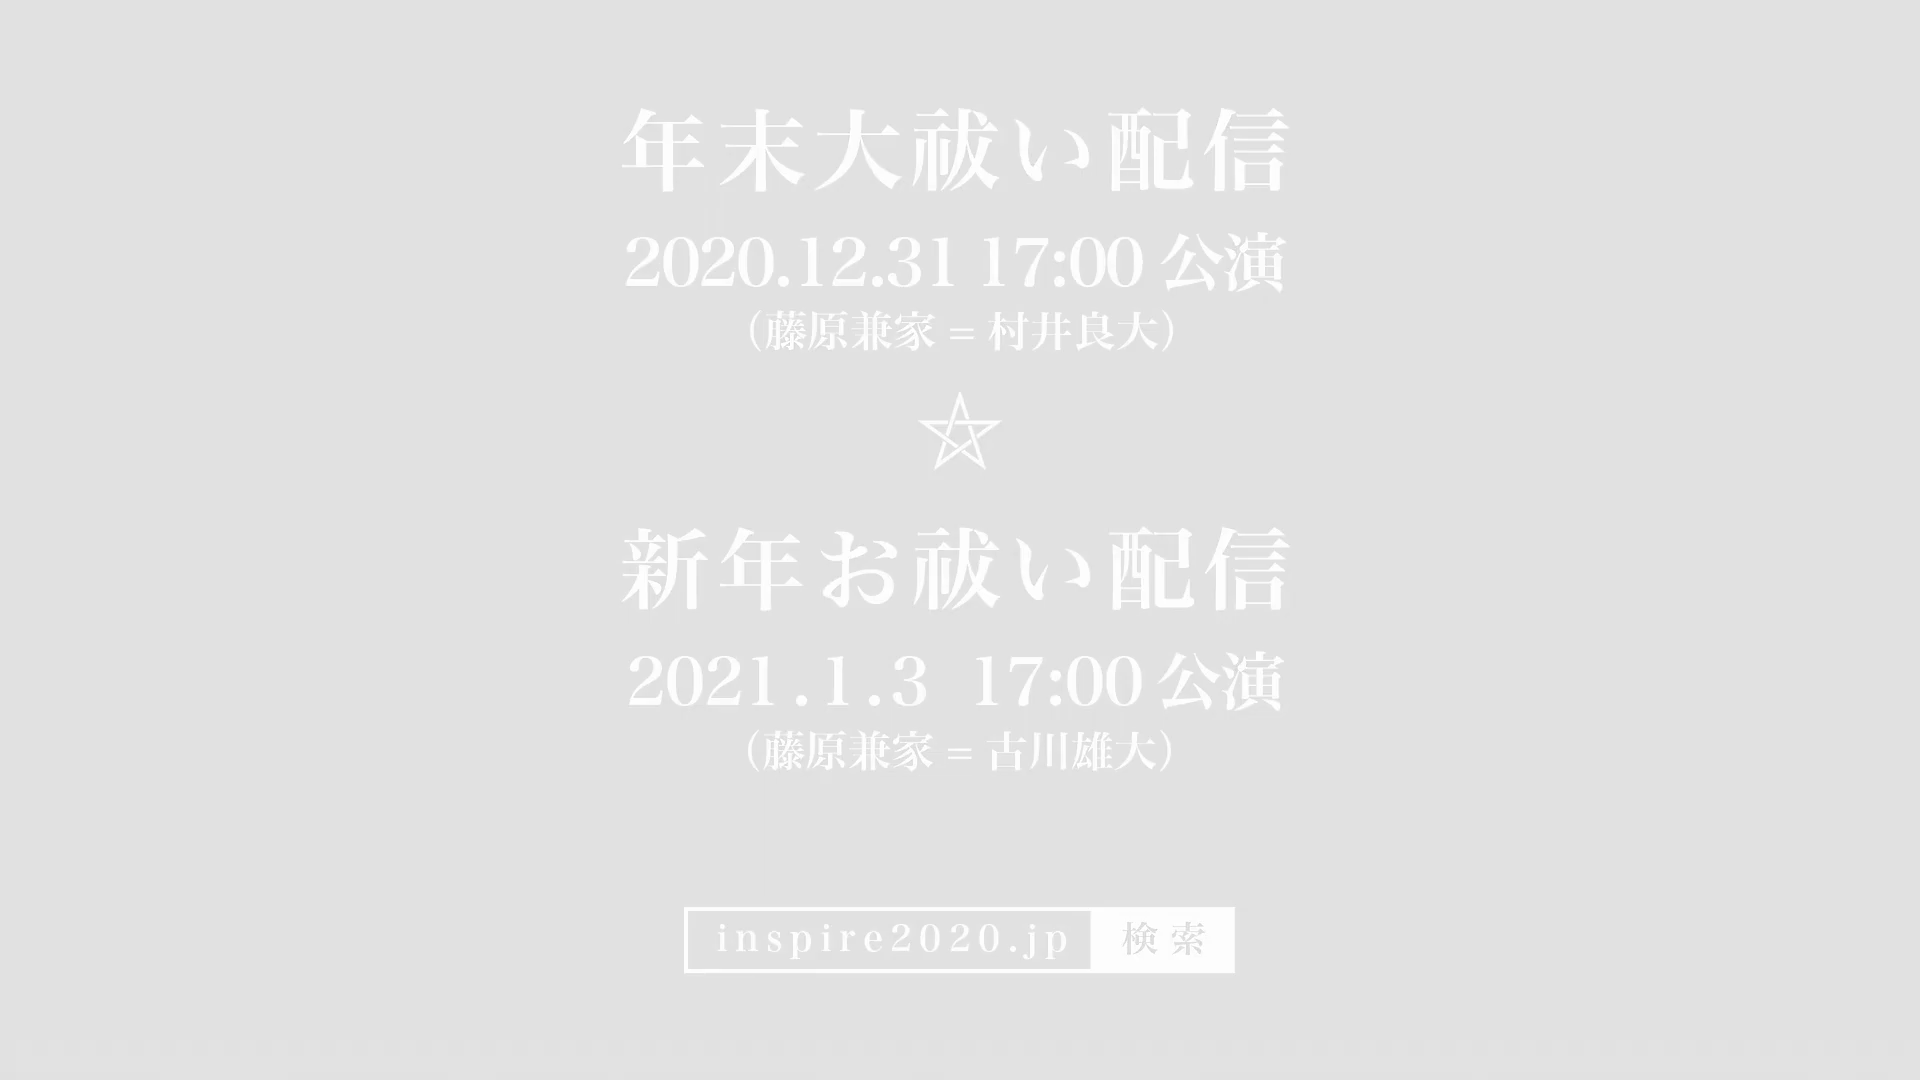 年末大祓い配信
2020.12.31 17:00 公演
（藤原兼家 = 村井良大）
新年お祓い配信
2021.1.3 17:00 公演
（藤原兼家 = 古川雄大）
inspire2020.jp 検索